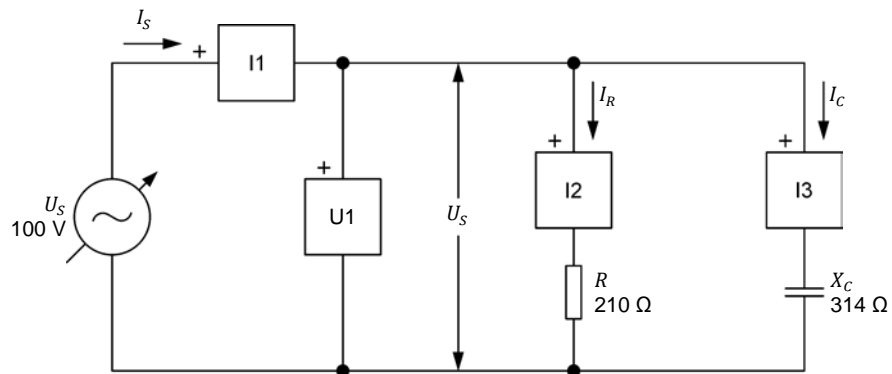 I_S
+
I1
I_R
I_C
+
+
+
U_S
100 V
U1
U_S
I2
I3
R
210 Ω
X_C
314 Ω